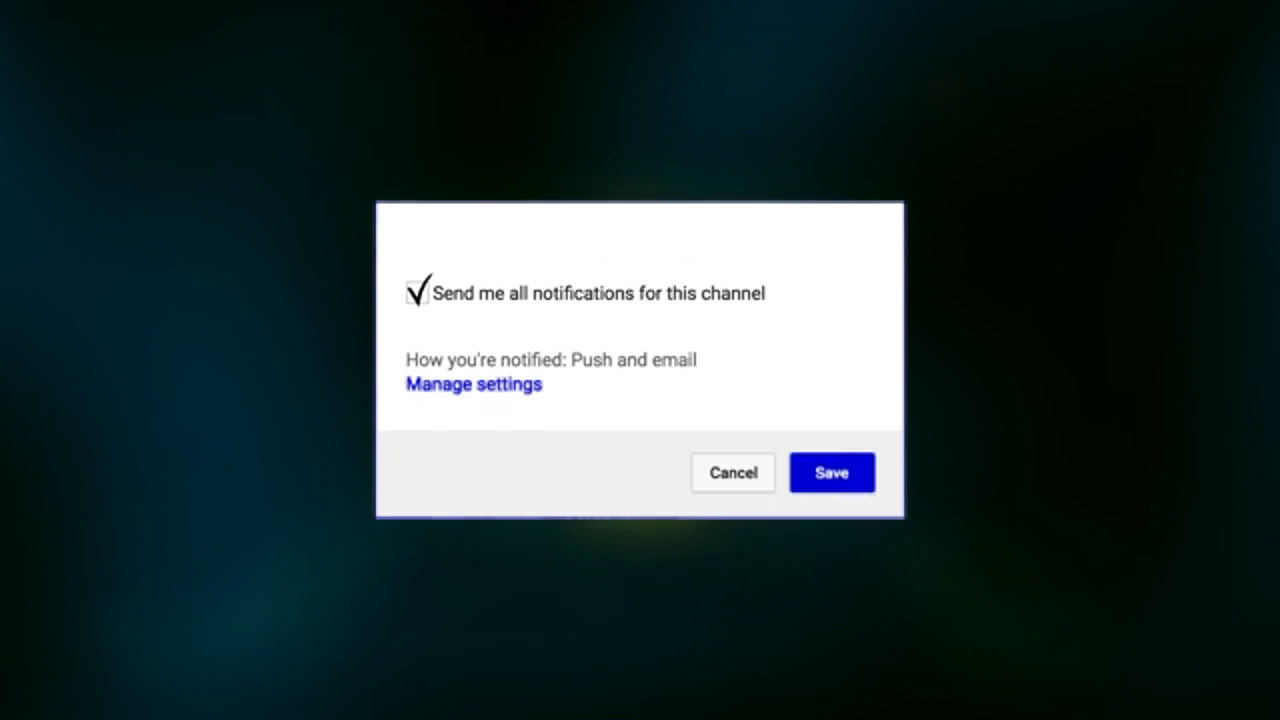 Send me all notifications for this channel
How you're notified: Push and email
Manage settings
Cancel
Save